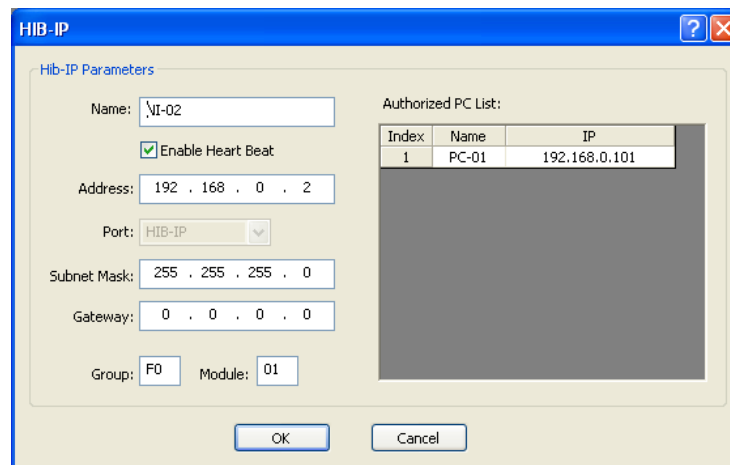 HIB-IP
Hib-IP Parameters
Name: \I-02
Enable Heart Beat
Address: 192 . 168 . 0 . 2
Port: HIB-IP
Subnet Mask: 255 . 255 . 255 . 0
Gateway: 0 . 0 . 0 . 0
Group: F0 Module: 01
Authorized PC List:
Index Name IP
1 PC-01 192.168.0.101
OK Cancel